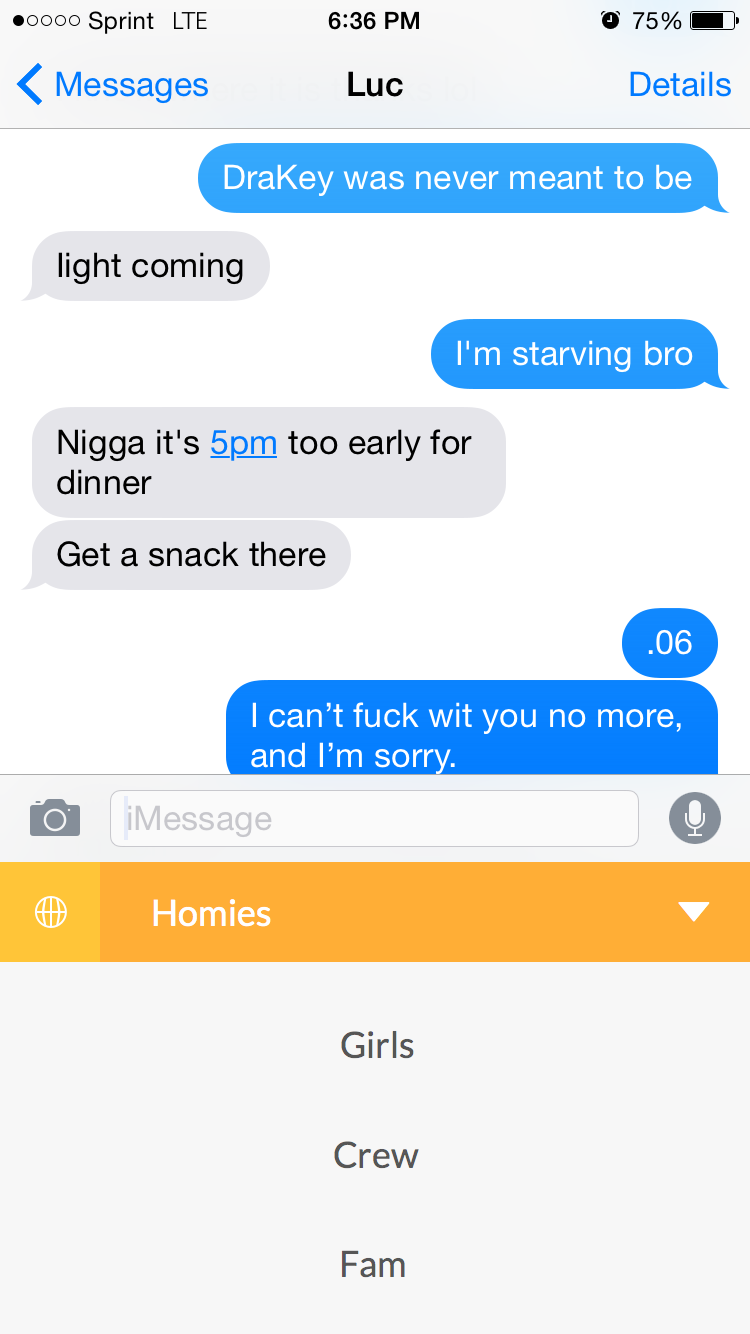 Sprint LTE 6:36 PM 75%
Messages Luc Details
DraKey was never meant to be
light coming
I'm starving bro
Nigga it's 5pm too early for
dinner
Get a snack there
.06
I can’t fuck wit you no more,
and I’m sorry.
iMessage
Homies
Girls
Crew
Fam